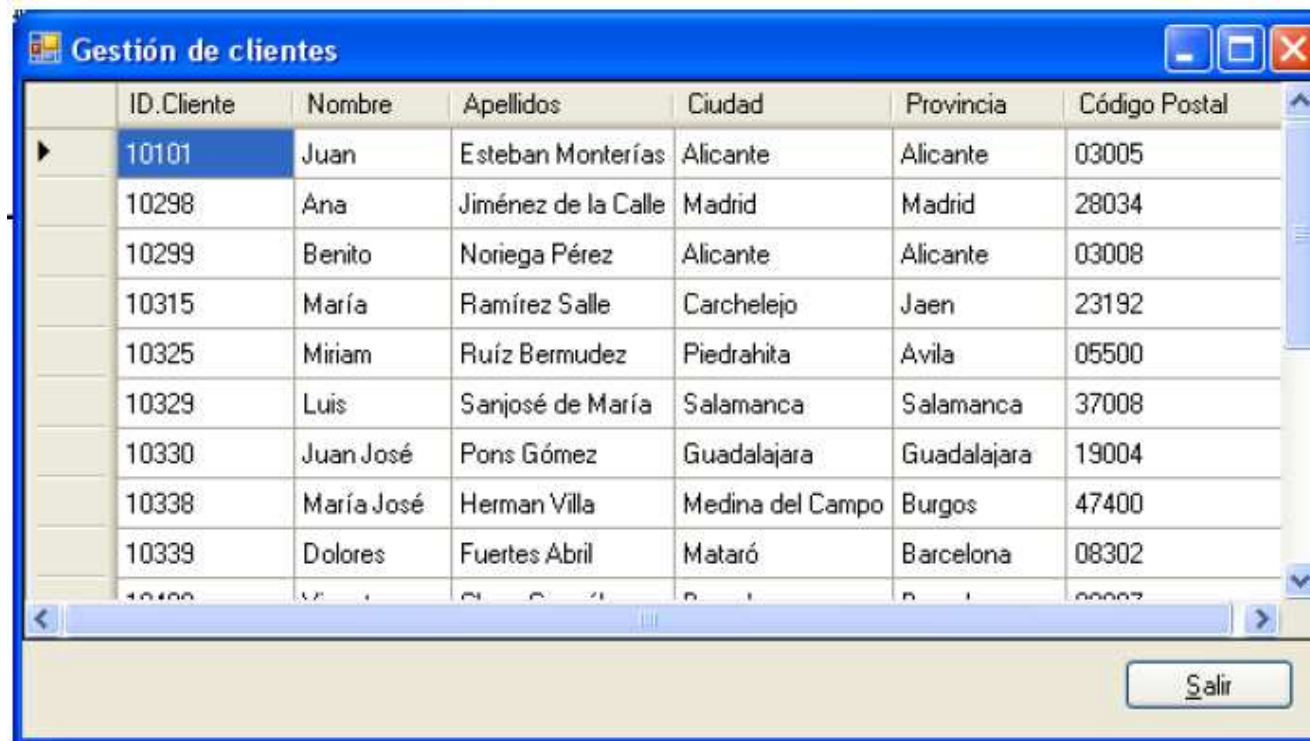 Gestión de clientes
ID.Cliente Nombre Apellidos Ciudad Provincia Código Postal
10101 Juan Esteban Monterías Alicante Alicante 03005
10298 Ana Jiménez de la Calle Madrid Madrid 28034
10299 Benito Noriega Pérez Alicante Alicante 03008
10315 María Ramírez Salle Carchelejo Jaen 23192
10325 Miriam Ruíz Bermudez Piedrahita Avila 05500
10329 Luis Sanjosé de María Salamanca Salamanca 37008
10330 Juan José Pons Gómez Guadalajara Guadalajara 19004
10338 María José Herman Villa Medina del Campo Burgos 47400
10339 Dolores Fuertes Abril Mataró Barcelona 08302
Salir